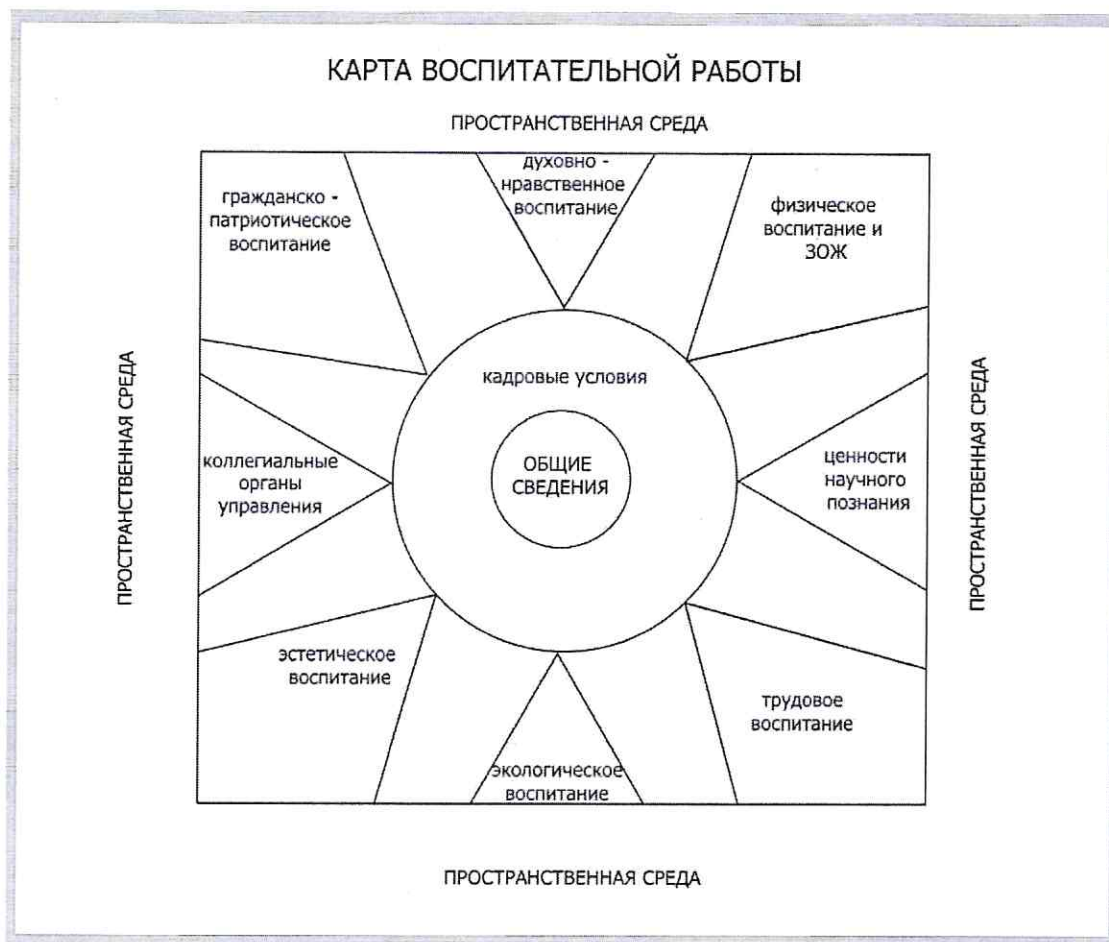 КАРТА ВОСПИТАТЕЛЬНОЙ РАБОТЫ
ПРОСТРАНСТВЕННАЯ СРЕДА
гражданско -
патриотическое
воспитание
духовно -
нравственное
воспитание
физическое
воспитание и
ЗОЖ
ПРОСТРАНСТВЕННАЯ СРЕДА
коллегиальные
органы
управления
кадровые условия
ОБЩИЕ
СВЕДЕНИЯ
ценности
научного
познания
ПРОСТРАНСТВЕННАЯ СРЕДА
эстетическое
воспитание
экологическое
воспитание
трудовое
воспитание
ПРОСТРАНСТВЕННАЯ СРЕДА